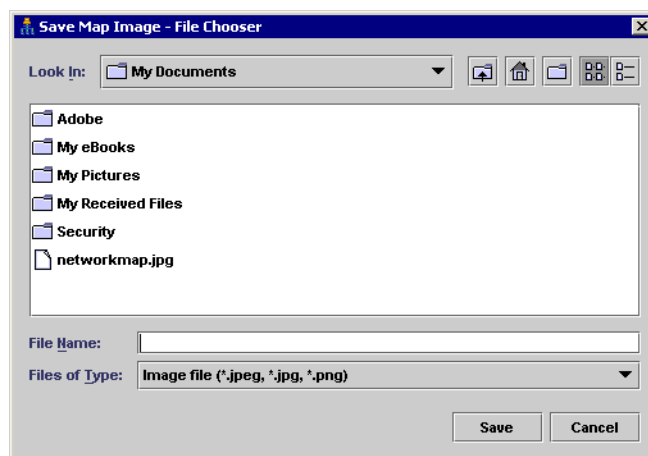 Save Map Image - File Chooser
Look In: My Documents
Adobe
My eBooks
My Pictures
My Received Files
Security
networkmap.jpg
File Name:
Files of Type: Image file (*.jpeg, *.jpg, *.png)
Save Cancel